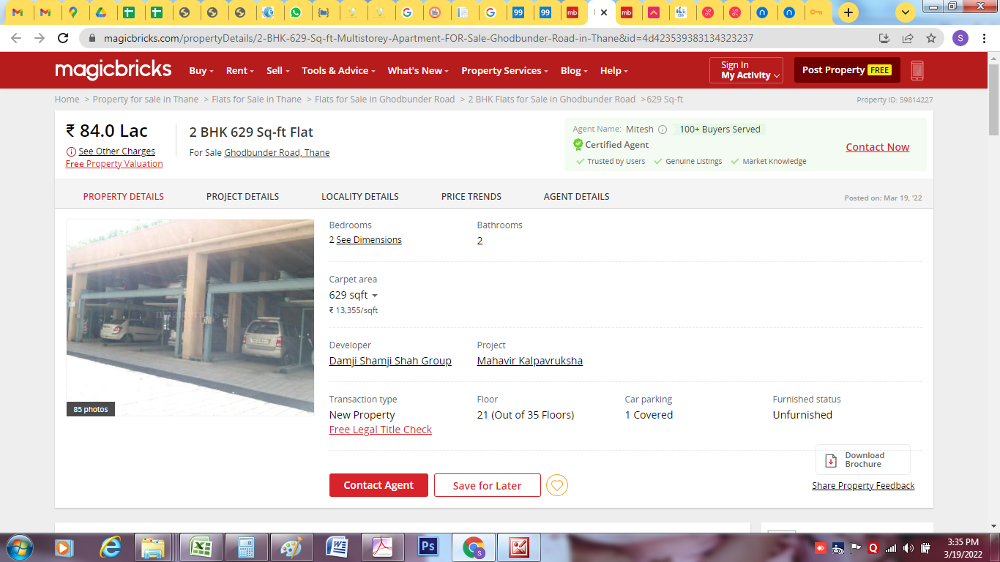 magicbricks.com/propertyDetails/2-BHK-629-Sq-ft-Multistorey-Apartment-FOR-Sale-Ghodbunder-Road-in-Thane&id=4d423539383134323237
S
magicbricks
Buy
Rent
Sell
Tools & Advice
What's New
Property Services
Blog
Help
Sign In
My Activity
Post Property FREE
Home > Property for sale in Thane > Flats for Sale in Thane > Flats for Sale in Ghodbunder Road > 2 BHK Flats for Sale in Ghodbunder Road >629 Sq-ft
Property ID: 59814227
₹ 84.0 Lac
See Other Charges
Free Property Valuation
2 BHK 629 Sq-ft Flat
For Sale Ghodbunder Road, Thane
Agent Name: Mitesh
100+ Buyers Served
Certified Agent
Trusted by Users
Genuine Listings
Market Knowledge
Contact Now
PROPERTY DETAILS
PROJECT DETAILS
LOCALITY DETAILS
PRICE TRENDS
AGENT DETAILS
Posted on: Mar 19, '22
magicbricks
85 photos
Bedrooms
2 See Dimensions
Bathrooms
2
Carpet area
629 sqft
₹ 13,355/sqft
Developer
Damji Shamji Shah Group
Project
Mahavir Kalpavruksha
Transaction type
New Property
Free Legal Title Check
Floor
21 (Out of 35 Floors)
Car parking
1 Covered
Furnished status
Unfurnished
Download
Brochure
Contact Agent
Save for Later
Share Property Feedback
Ps
3:35 PM
3/19/2022